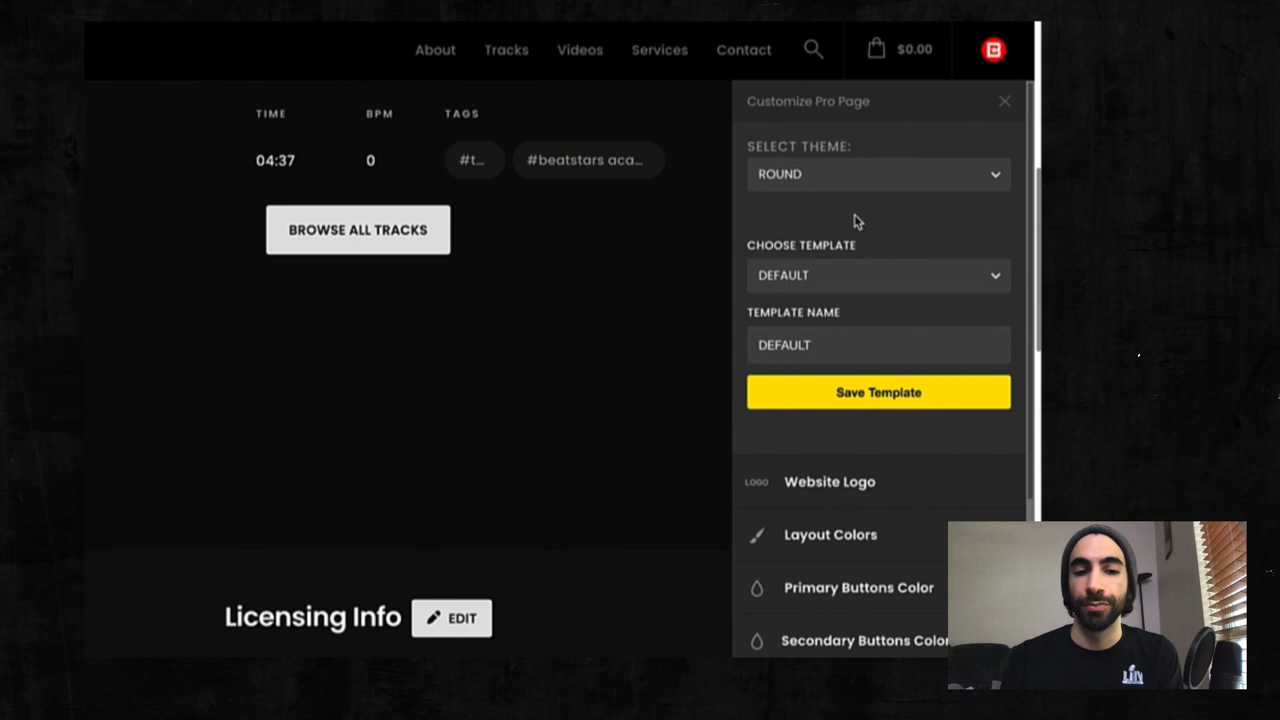 About Tracks Videos Services Contact $0.00
Customize Pro Page
TIME BPM TAGS
04:37 0 #t... #beatstars aca...
BROWSE ALL TRACKS
SELECT THEME:
ROUND
CHOOSE TEMPLATE
DEFAULT
TEMPLATE NAME
DEFAULT
Save Template
LOGO Website Logo
Layout Colors
Primary Buttons Color
Secondary Buttons Color
Licensing Info EDIT
LIV